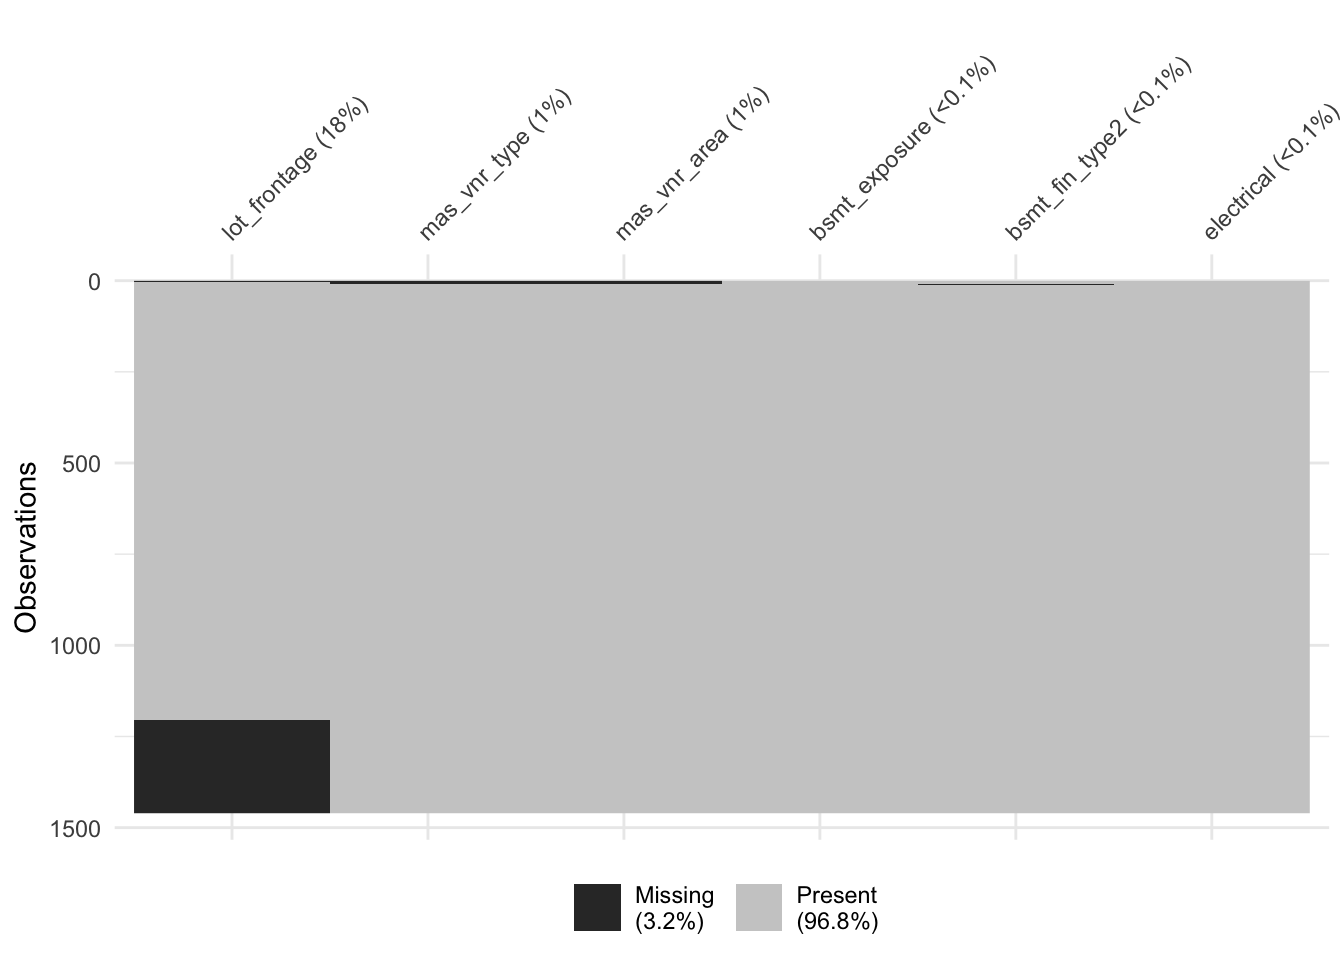 lot_frontage (18%)
mas_vnr_type (1%)
mas_vnr_area (1%)
bsmt_exposure (<0.1%)
bsmt_fin_type2 (<0.1%)
electrical (<0.1%)
0
500
1000
1500
Observations
Missing
(3.2%)
Present
(96.8%)